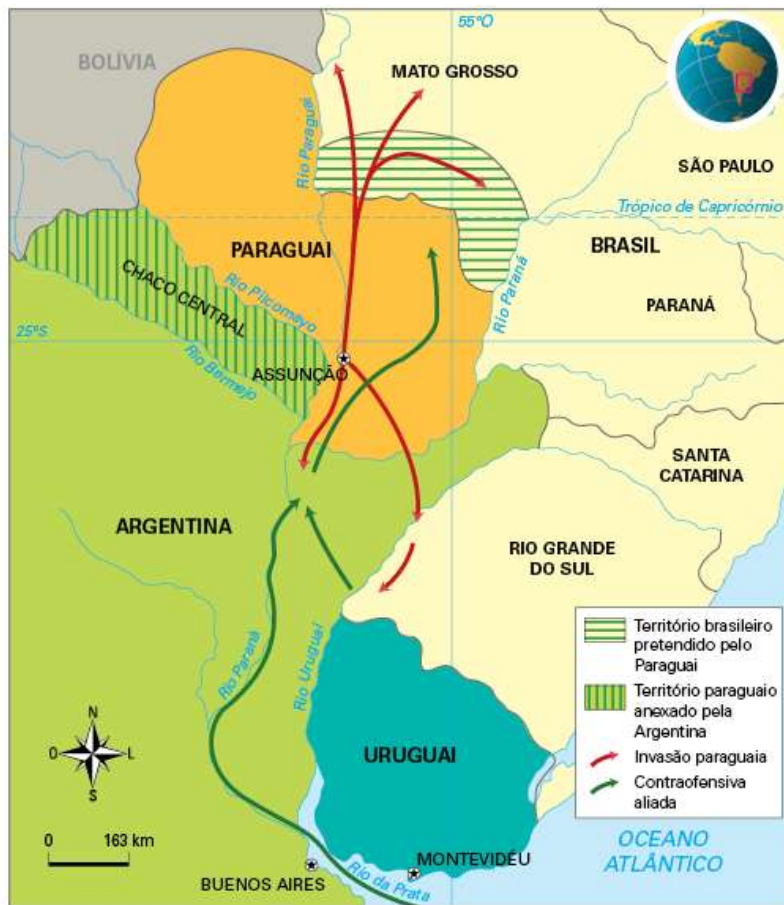 55ºO
BOLÍVIA
MATO GROSSO
Rio Paraguai
SÃO PAULO
Trópico de Capricórnio
PARAGUAI
BRASIL
CHACO CENTRAL
Rio Pilcomayo
Rio Paraná
PARANÁ
25ºS
Rio Bermejo
ASSUNÇÃO
SANTA
CATARINA
ARGENTINA
RIO GRANDE
DO SUL
Rio Paraná
Rio Uruguai
Território brasileiro
pretendido pelo
Paraguai
Território paraguaio
anexado pela
Argentina
Invasão paraguaia
Contraofensiva
aliada
N
O
L
S
URUGUAI
0 163 km
OCEANO
ATLÂNTICO
MONTEVIDÉU
BUENOS AIRES
Rio da Prata